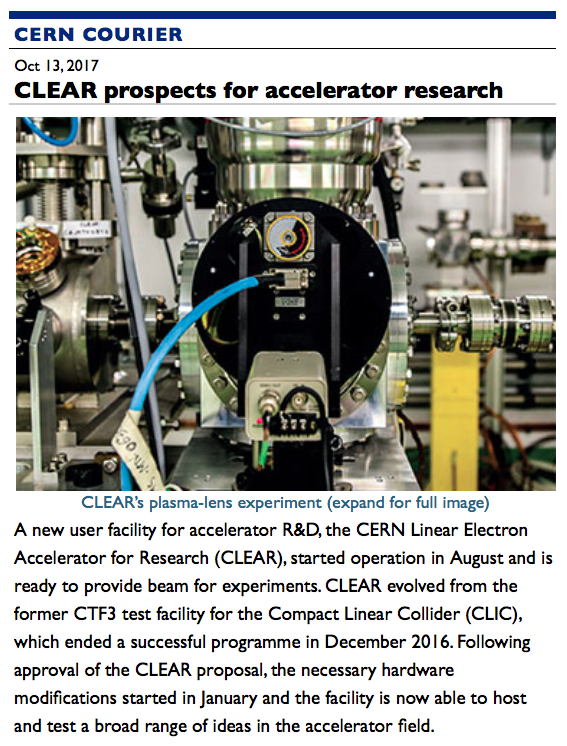 CERN COURIER
Oct 13, 2017
CLEAR prospects for accelerator research
CLEAR's plasma-lens experiment (expand for full image)
A new user facility for accelerator R&D, the CERN Linear Electron
Accelerator for Research (CLEAR), started operation in August and is
ready to provide beam for experiments. CLEAR evolved from the
former CTF3 test facility for the Compact Linear Collider (CLIC),
which ended a successful programme in December 2016. Following
approval of the CLEAR proposal, the necessary hardware
modifications started in January and the facility is now able to host
and test a broad range of ideas in the accelerator field.